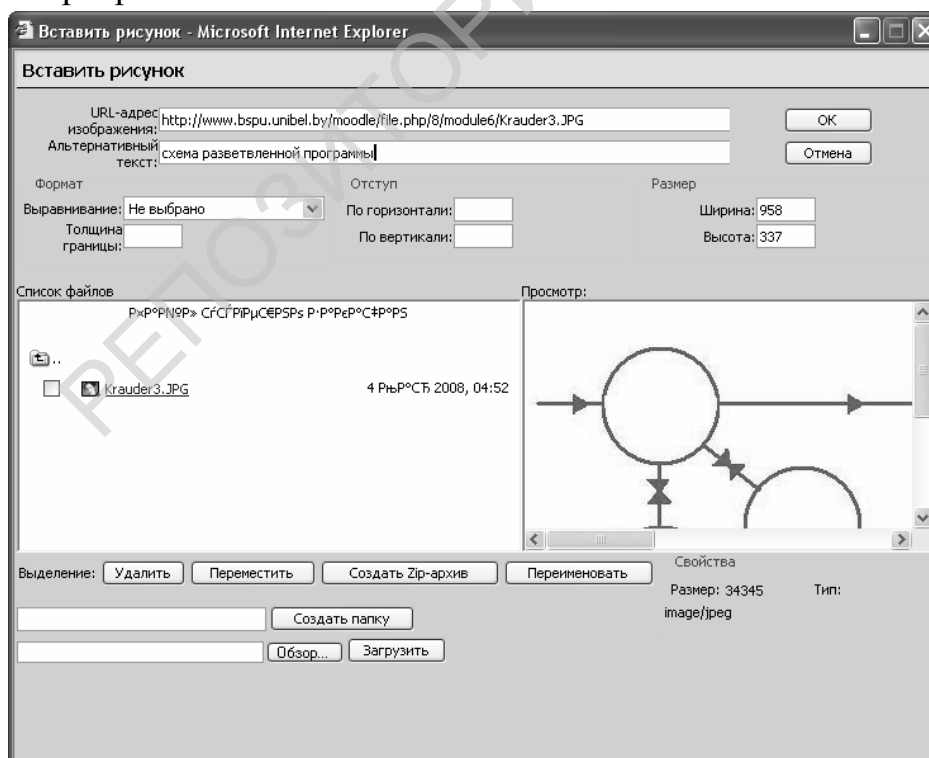 Вставить рисунок - Microsoft Internet Explorer
Вставить рисунок
URL-адрес изображения: http://www.bspu.unibel.by/moodle/file.php/8/module6/Krauder3.JPG
OK
Альтернативный текст: схема разветвленной программы
Отмена
Формат
Отступ
Размер
Выравнивание: Не выбрано
По горизонтали:
Ширина: 958
Толщина границы:
По вертикали:
Высота: 337
Список файлов
Просмотр:
..
Krauder3.JPG
2008, 04:52
Выделение: Удалить Переместить Создать Zip-архив Переименовать
Свойства
Размер: 34345 Тип:
image/jpeg
Создать папку
Обзор... Загрузить
РЕПОЗИТОРИ